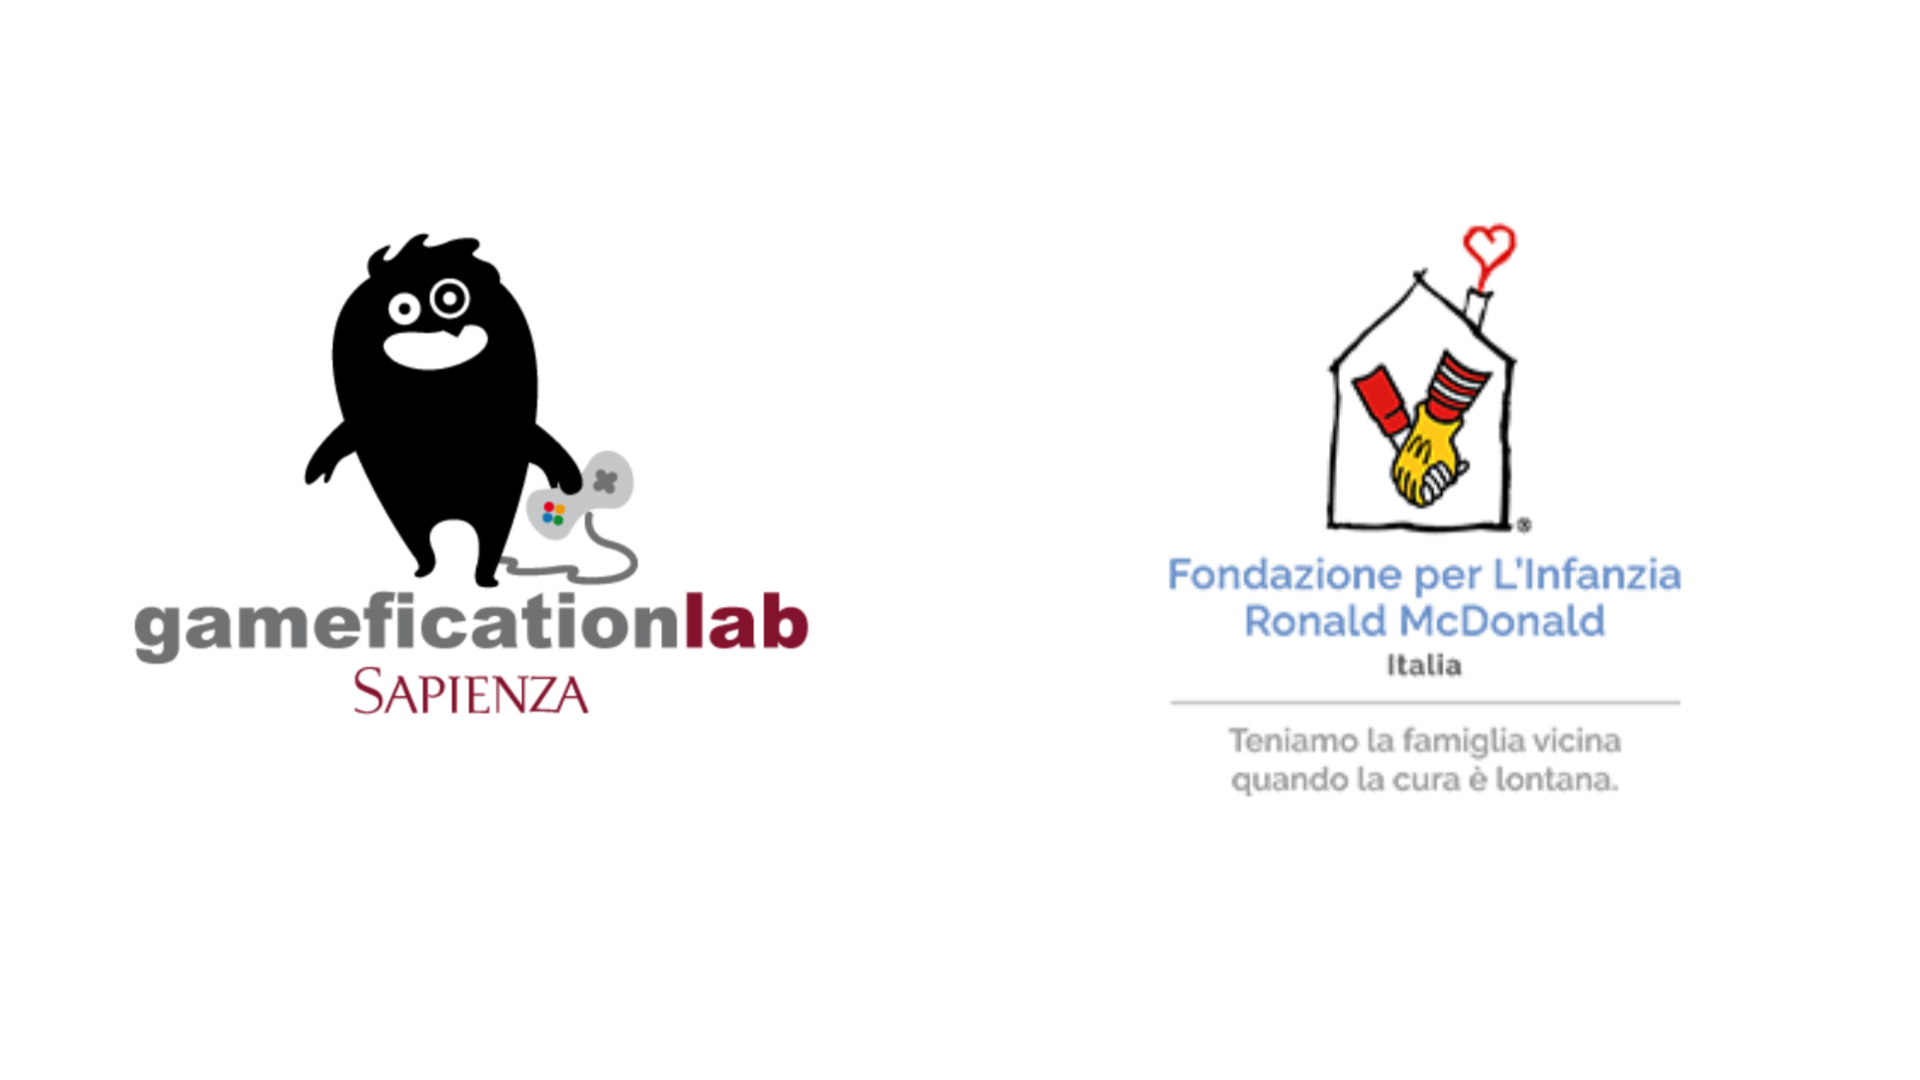 gameficationlab
SAPIENZA
Fondazione per L'Infanzia
Ronald McDonald
Italia
Teniamo la famiglia vicina
quando la cura è lontana.